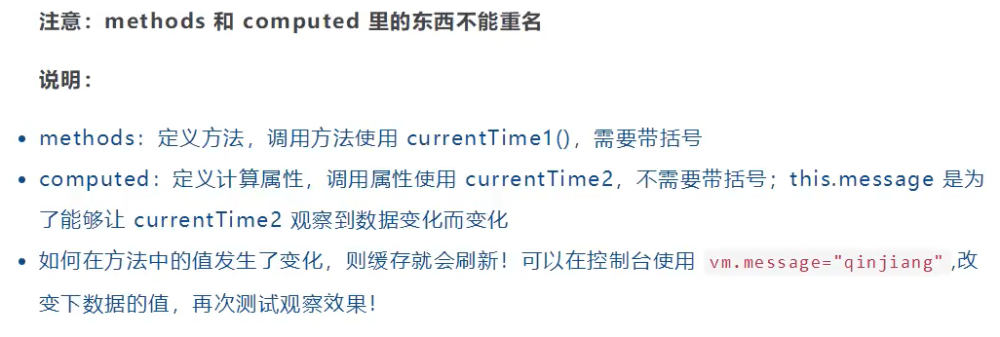 注意：methods 和 computed 里的东西不能重名
说明：
methods：定义方法，调用方法使用 currentTime1()，需要带括号
computed：定义计算属性，调用属性使用 currentTime2，不需要带括号；this.message 是为
了能够让 currentTime2 观察到数据变化而变化
如何在方法中的值发生了变化，则缓存就会刷新！可以在控制台使用 vm.message="qinjiang",改
变下数据的值，再次测试观察效果！